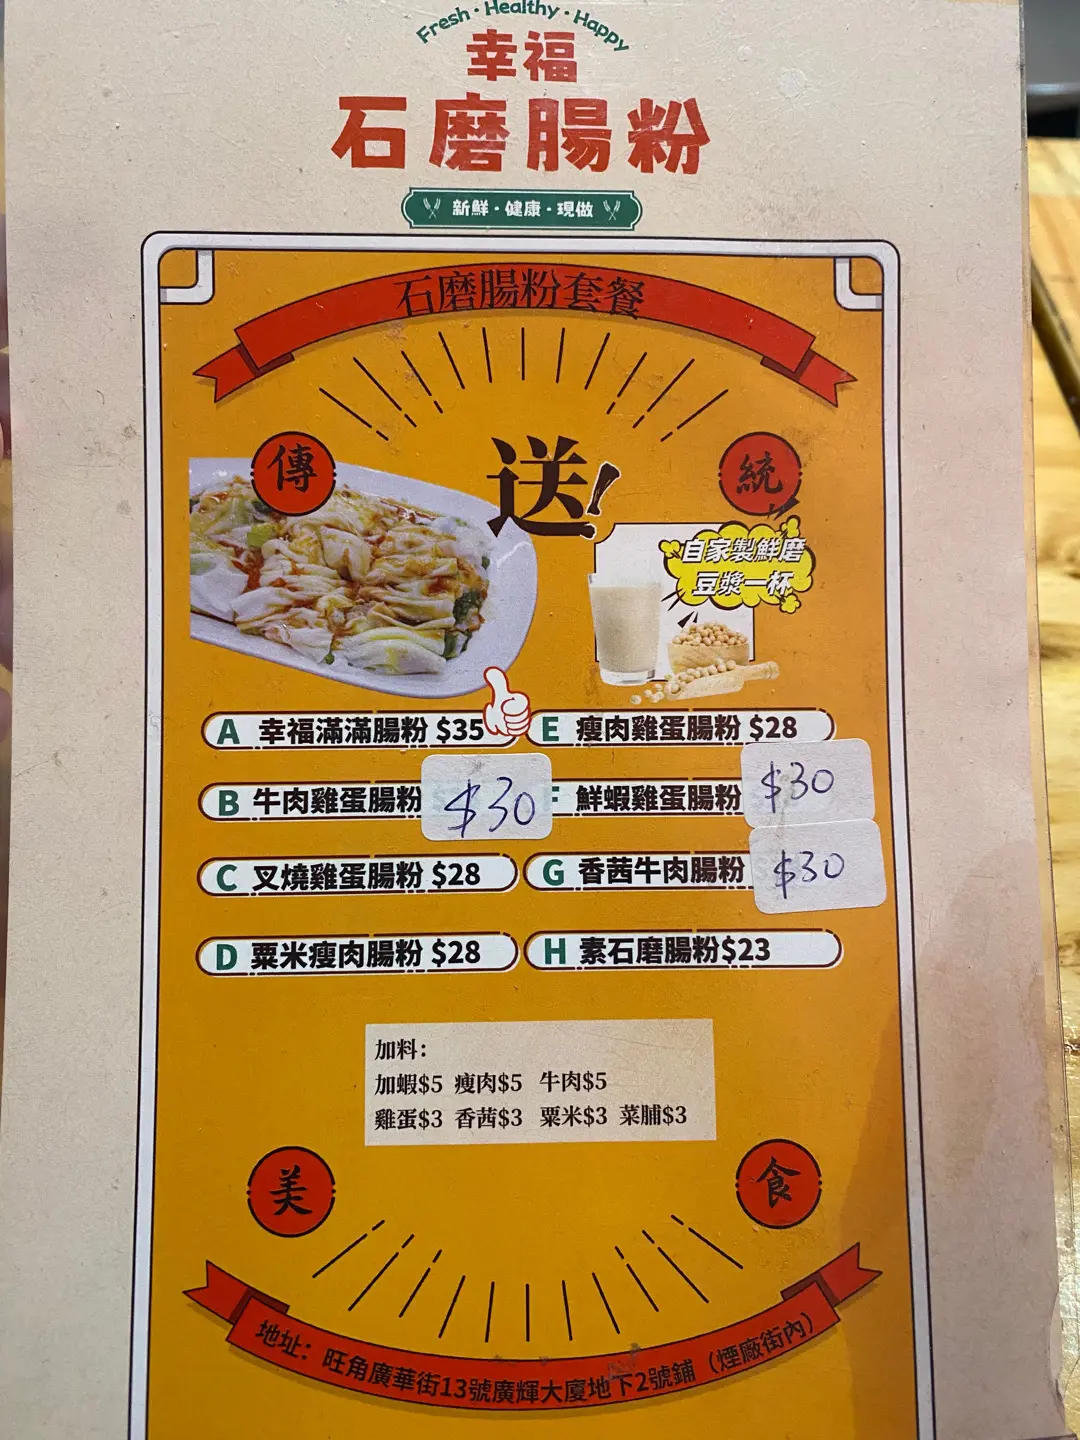 Fresh · Healthy · Happy
幸福
石磨腸粉
新鮮 · 健康 · 現做
石磨腸粉套餐
傳
送!
統
自家製鮮磨
豆漿一杯
A 幸福滿滿腸粉 $35
E 瘦肉雞蛋腸粉 $28
B 牛肉雞蛋腸粉 $30
F 鮮蝦雞蛋腸粉 $30
C 叉燒雞蛋腸粉 $28
G 香茜牛肉腸粉 $30
D 粟米瘦肉腸粉 $28
H 素石磨腸粉$23
加料:
加蝦$5 瘦肉$5 牛肉$5
雞蛋$3 香茜$3 粟米$3 菜脯$3
美
食
地址：旺角廣華街13號廣輝大廈地下2號鋪（煙廠街內）